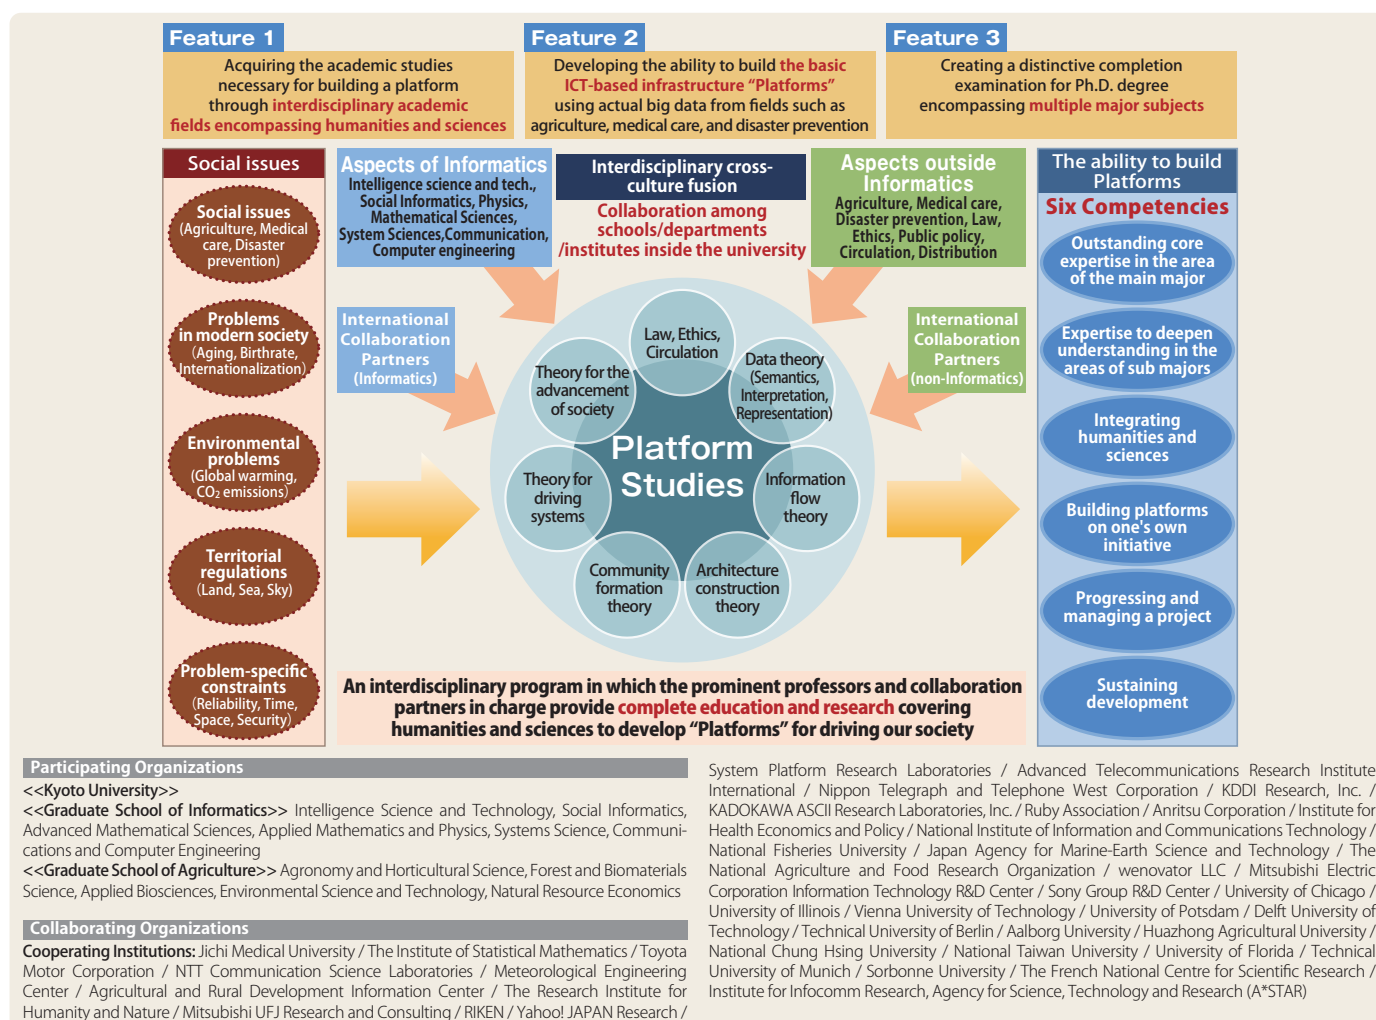 Feature 1
Acquiring the academic studies
necessary for building a platform
through interdisciplinary academic
fields encompassing humanities and sciences
Feature 2
Developing the ability to build the basic
ICT-based infrastructure “Platforms”
using actual big data from fields such as
agriculture, medical care, and disaster prevention
Feature 3
Creating a distinctive completion
examination for Ph.D. degree
encompassing multiple major subjects
Social issues
Social issues
(Agriculture, Medical
care, Disaster
prevention)
Problems
in modern society
(Aging, Birthrate,
Internationalization)
Environmental
problems
(Global warming,
CO₂ emissions)
Territorial
regulations
(Land, Sea, Sky)
Problem-specific
constraints
(Reliability, Time,
Space, Security)
Aspects of Informatics
Intelligence science and tech.,
Social Informatics, Physics,
Mathematical Sciences,
System Sciences,Communication,
Computer engineering
Interdisciplinary cross-
culture fusion
Collaboration among
schools/departments
/institutes inside the university
Aspects outside
Informatics
Agriculture, Medical care,
Disaster prevention, Law,
Ethics, Public policy,
Circulation, Distribution
International
Collaboration
Partners
(Informatics)
International
Collaboration
Partners
(non-Informatics)
Law, Ethics,
Circulation
Data theory
(Semantics,
Interpretation,
Representation)
Information
flow
theory
Architecture
construction
theory
Community
formation
theory
Theory for
driving
systems
Theory for the
advancement
of society
Platform
Studies
An interdisciplinary program in which the prominent professors and collaboration
partners in charge provide complete education and research covering
humanities and sciences to develop “Platforms” for driving our society
The ability to build
Platforms
Six Competencies
Outstanding core
expertise in the area
of the main major
Expertise to deepen
understanding in the
areas of sub majors
Integrating
humanities and
sciences
Building platforms
on one's own
initiative
Progressing and
managing a project
Sustaining
development
Participating Organizations
<<Kyoto University>>
<<Graduate School of Informatics>> Intelligence Science and Technology, Social Informatics,
Advanced Mathematical Sciences, Applied Mathematics and Physics, Systems Science, Communi-
cations and Computer Engineering
<<Graduate School of Agriculture>> Agronomy and Horticultural Science, Forest and Biomaterials
Science, Applied Biosciences, Environmental Science and Technology, Natural Resource Economics
Collaborating Organizations
Cooperating Institutions: Jichi Medical University / The Institute of Statistical Mathematics / Toyota
Motor Corporation / NTT Communication Science Laboratories / Meteorological Engineering
Center / Agricultural and Rural Development Information Center / The Research Institute for
Humanity and Nature / Mitsubishi UFJ Research and Consulting / RIKEN / Yahoo! JAPAN Research /
System Platform Research Laboratories / Advanced Telecommunications Research Institute
International / Nippon Telegraph and Telephone West Corporation / KDDI Research, Inc. /
KADOKAWA ASCII Research Laboratories, Inc. / Ruby Association / Anritsu Corporation / Institute for
Health Economics and Policy / National Institute of Information and Communications Technology /
National Fisheries University / Japan Agency for Marine-Earth Science and Technology / The
National Agriculture and Food Research Organization / wenovator LLC / Mitsubishi Electric
Corporation Information Technology R&D Center / Sony Group R&D Center / University of Chicago /
University of Illinois / Vienna University of Technology / University of Potsdam / Delft University of
Technology / Technical University of Berlin / Aalborg University / Huazhong Agricultural University /
National Chung Hsing University / National Taiwan University / University of Florida / Technical
University of Munich / Sorbonne University / The French National Centre for Scientific Research /
Institute for Infocomm Research, Agency for Science, Technology and Research (A*STAR)